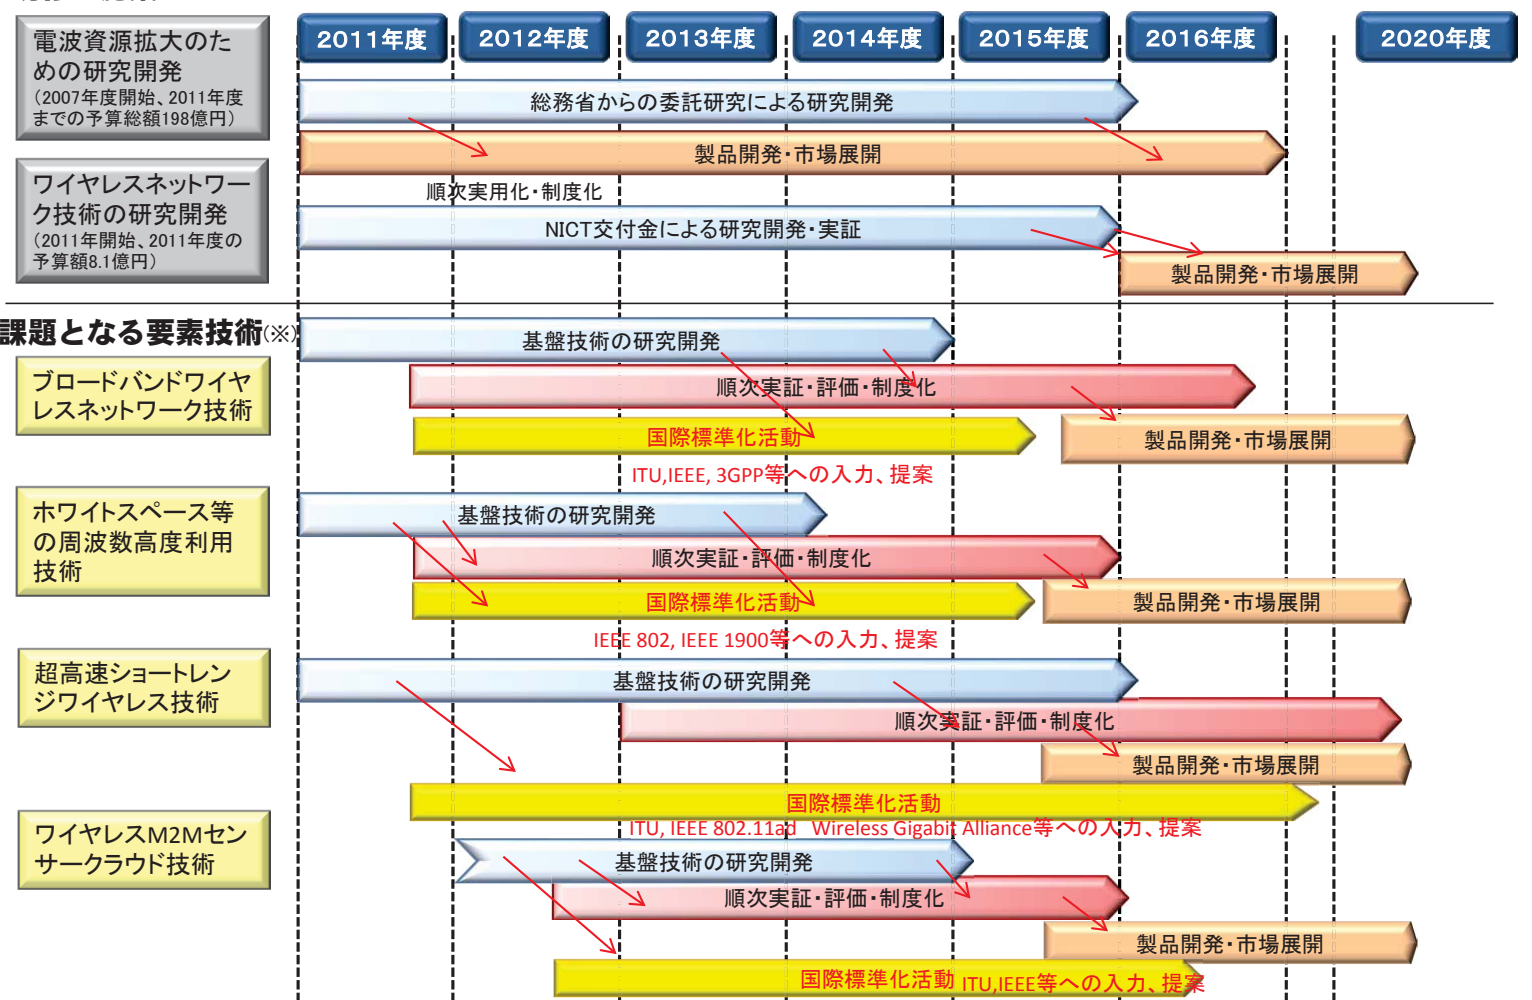 2011年度
2012年度
2013年度
2014年度
2015年度
2016年度
2020年度
電波資源拡大のた
めの研究開発
（2007年度開始、2011年度
までの予算総額198億円）
総務省からの委託研究による研究開発
製品開発・市場展開
順次実用化・制度化
ワイヤレスネットワー
ク技術の研究開発
（2011年開始、2011年度の
予算額8.1億円）
NICT交付金による研究開発・実証
製品開発・市場展開
課題となる要素技術(※)
ブロードバンドワイヤ
レスネットワーク技術
基盤技術の研究開発
順次実証・評価・制度化
国際標準化活動
製品開発・市場展開
ITU,IEEE, 3GPP等への入力、提案
ホワイトスペース等
の周波数高度利用
技術
基盤技術の研究開発
順次実証・評価・制度化
国際標準化活動
製品開発・市場展開
IEEE 802, IEEE 1900等への入力、提案
超高速ショートレン
ジワイヤレス技術
基盤技術の研究開発
順次実証・評価・制度化
製品開発・市場展開
国際標準化活動
ITU, IEEE 802.11ad Wireless Gigabit Alliance等への入力、提案
ワイヤレスM2Mセン
サークラウド技術
基盤技術の研究開発
順次実証・評価・制度化
製品開発・市場展開
国際標準化活動 ITU,IEEE等への入力、提案